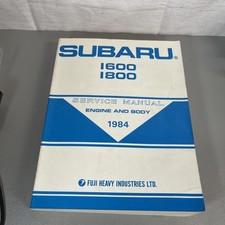 SUBARU®
1600
1800
SERVICE MANUAL
ENGINE AND BODY
1984
FUJI HEAVY INDUSTRIES LTD.